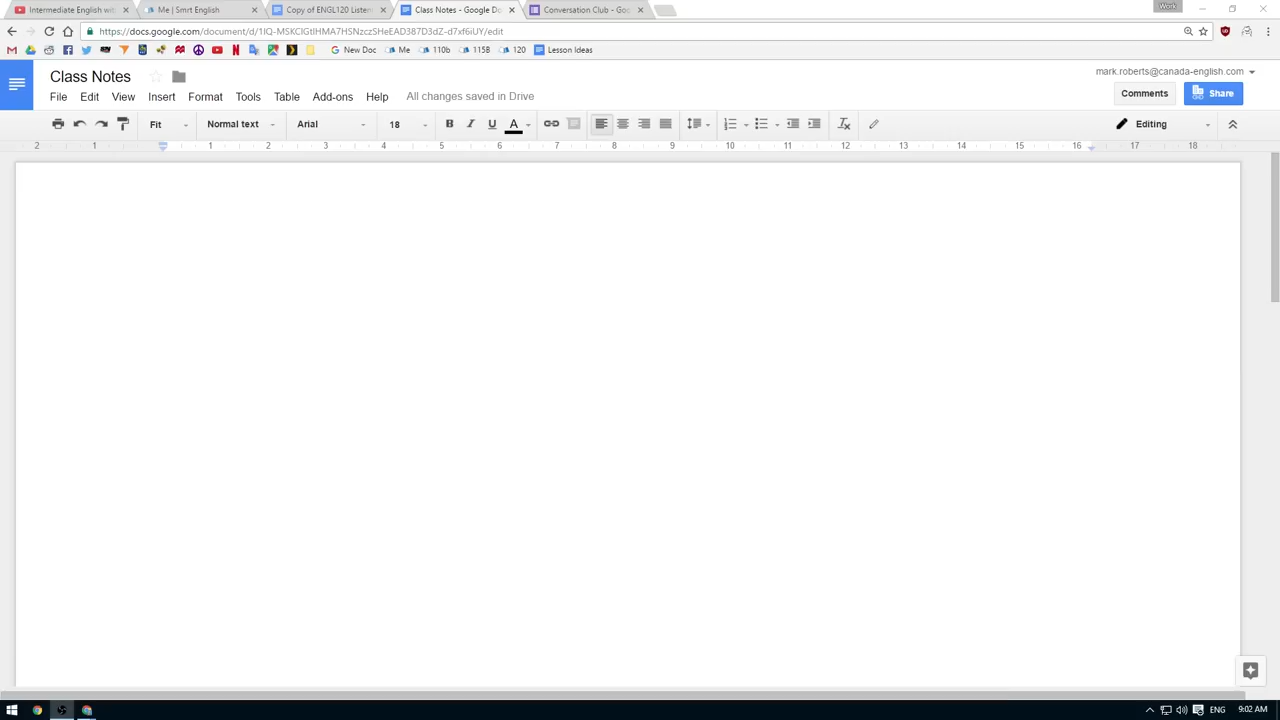 Intermediate English wit
Me | Smrt English
Copy of ENGL120 Listen
Class Notes - Google Do
Conversation Club - Goo
Work
https://docs.google.com/document/d/1IQ-MSKCIGtIHMA7HSNzczSHeEAD387D3dZ-d7xf6iUY/edit
New Doc
Me
110b
115B
120
Lesson Ideas
Class Notes
mark.roberts@canada-english.com
File Edit View Insert Format Tools Table Add-ons Help All changes saved in Drive
Comments
Share
Fit
Normal text
Arial
18
B I U A
Editing
2 1 1 2 3 4 5 6 7 8 9 10 11 12 13 14 15 16 17 18
ENG
9:02 AM